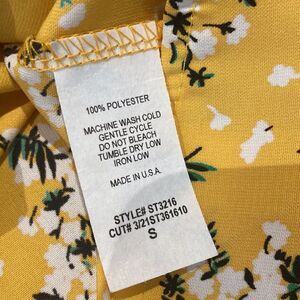 100% POLYESTER
MACHINE WASH COLD
GENTLE CYCLE
DO NOT BLEACH
TUMBLE DRY LOW
IRON LOW
MADE IN U.S.A.
STYLE# ST3216
CUT# 3/21ST361610
S